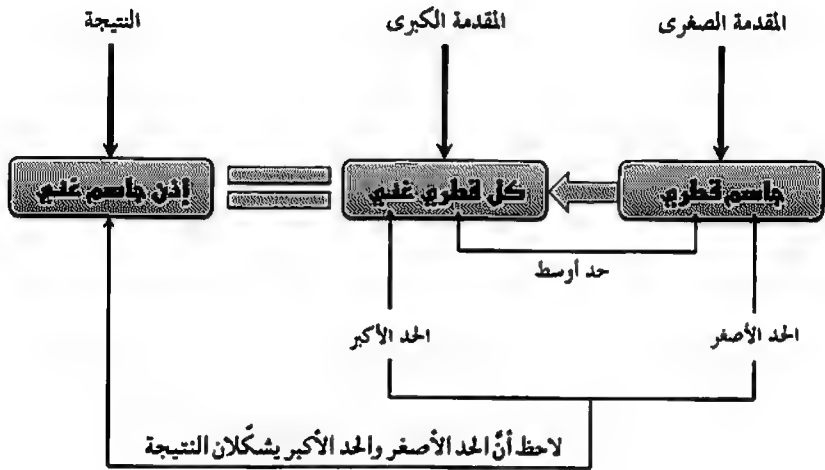 المقدمة الصغرى
المقدمة الكبرى
النتيجة
جاسم قطري
كل قطري غني
إذن جاسم غني
حد أوسط
الحد الأصغر
الحد الأكبر
لاحظ أنَّ الحد الأصغر والحد الأكبر يشكِّلان النتيجة